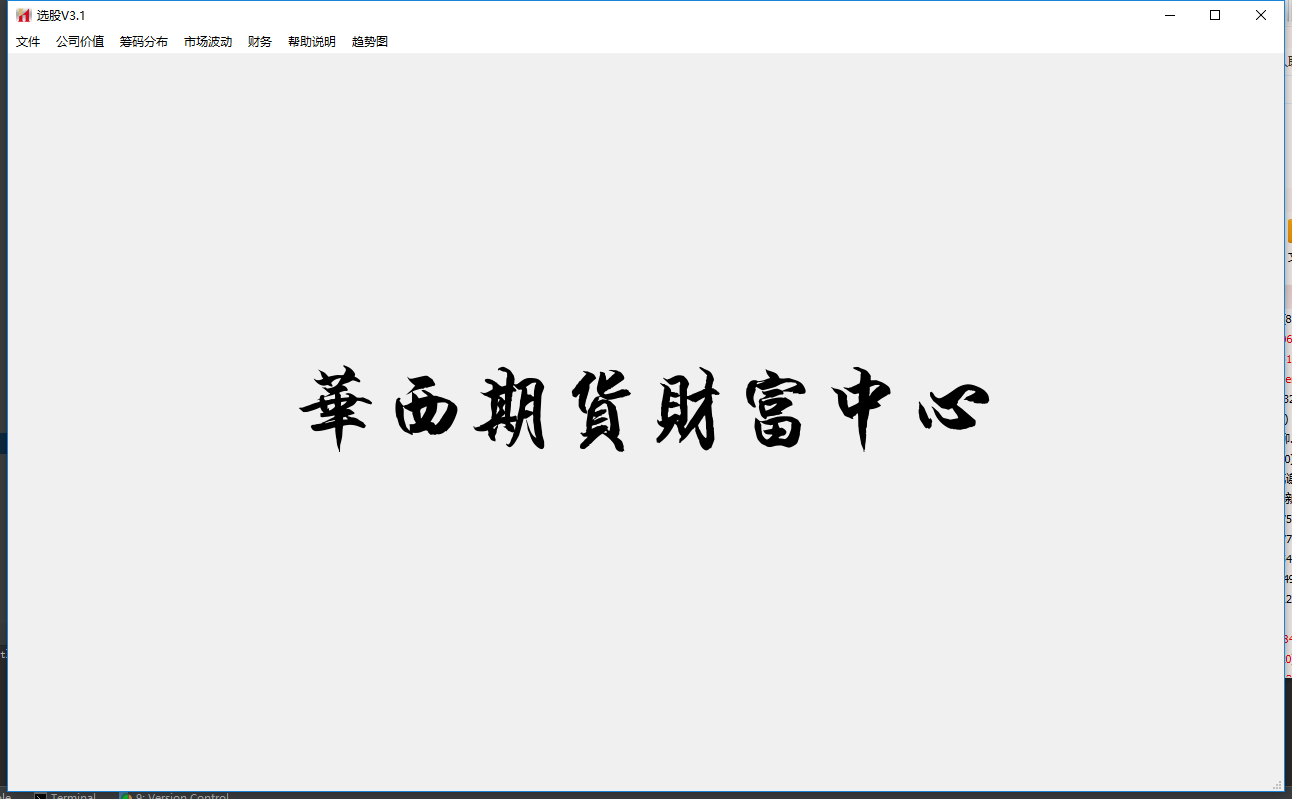 选股V3.1
文件 公司价值 筹码分布 市场波动 财务 帮助说明 趋势图
華西期貨財富中心
Terminal 9: Version Control